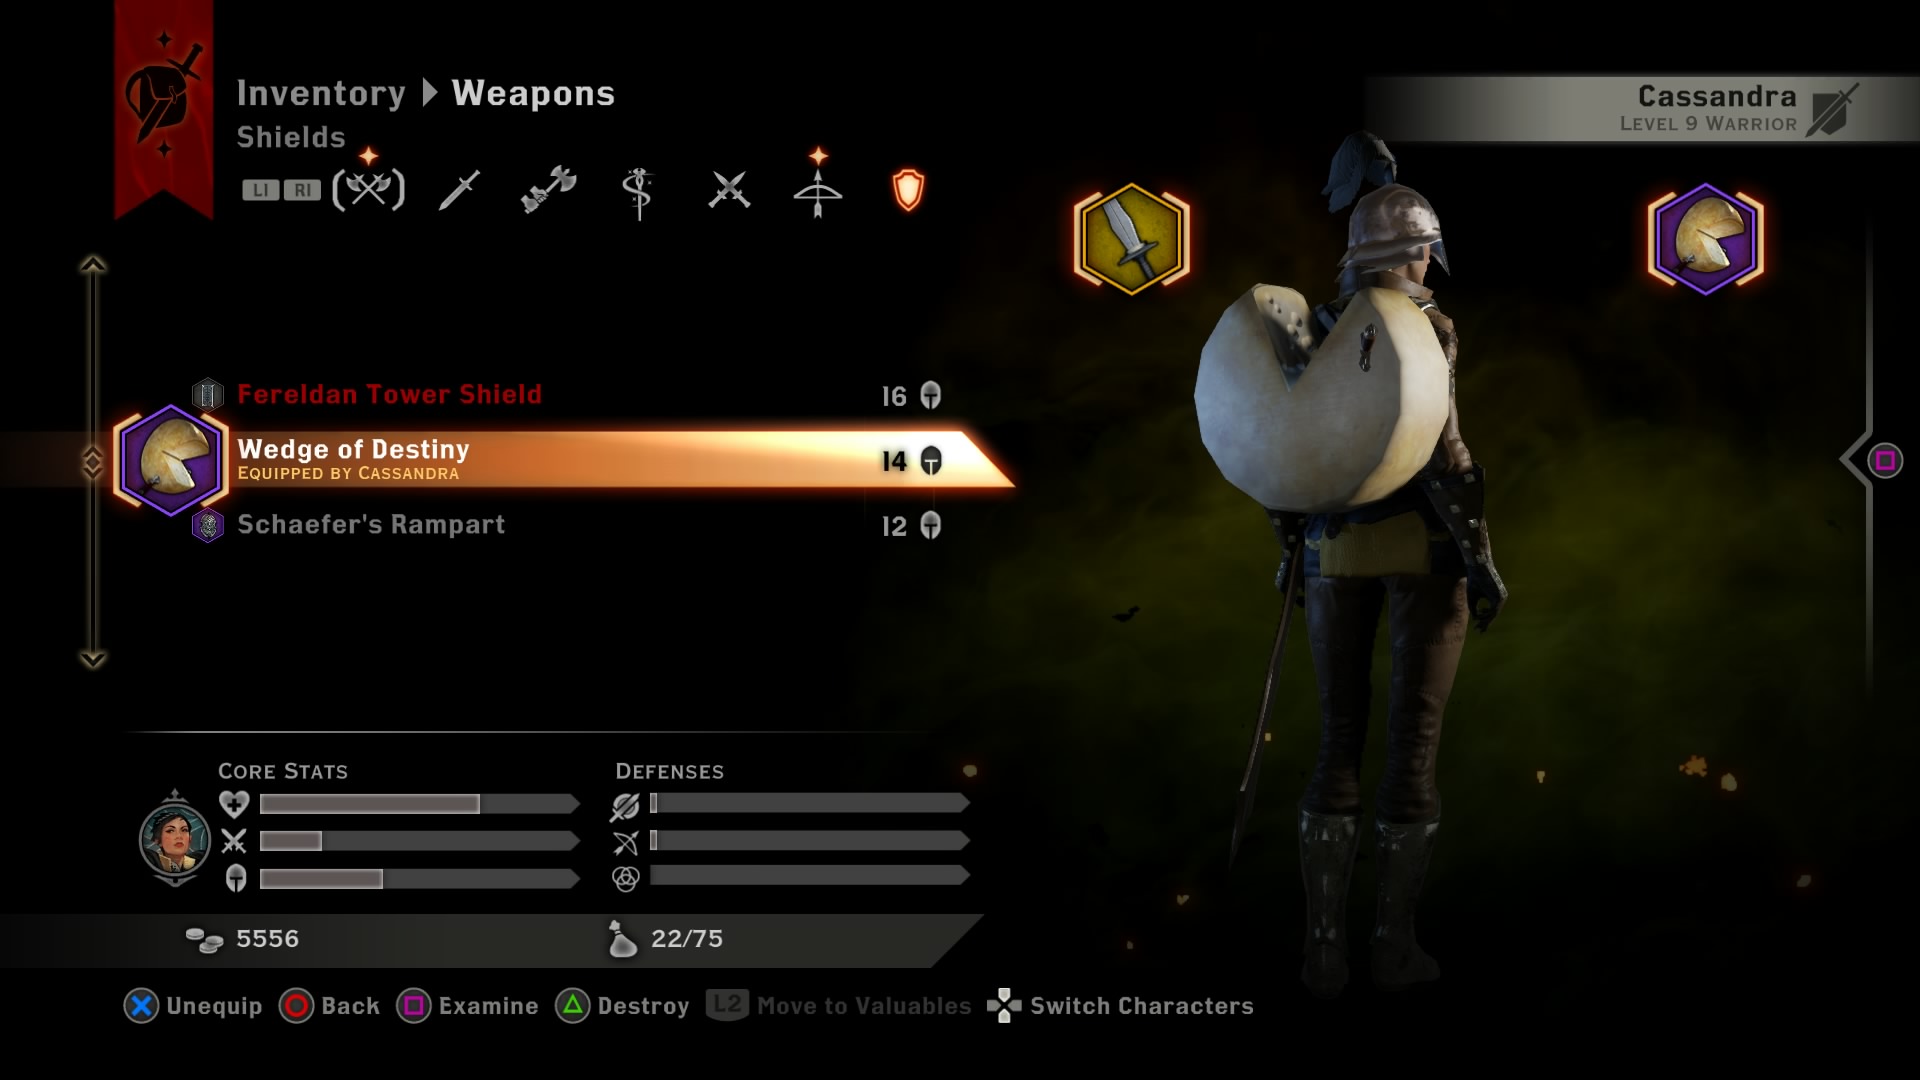 Inventory Weapons
Shields
L1 R1
Cassandra
Level 9 Warrior
Fereldan Tower Shield 16
Wedge of Destiny 14
Equipped by Cassandra
Schaefer's Rampart 12
Core Stats Defenses
5556 22/75
Unequip Back Examine Destroy L2 Move to Valuables Switch Characters